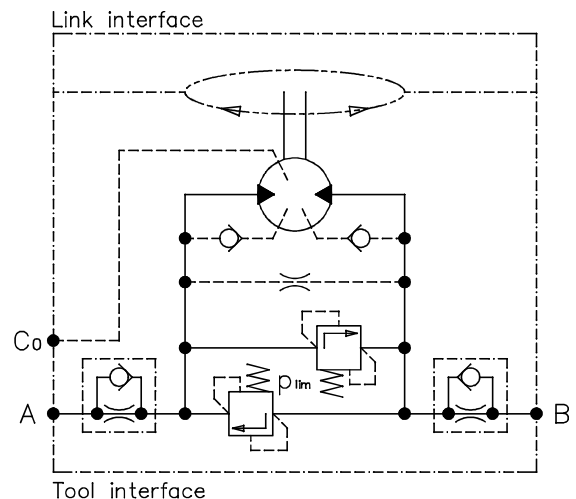 Link interface
Co
p lim
A
B
Tool interface